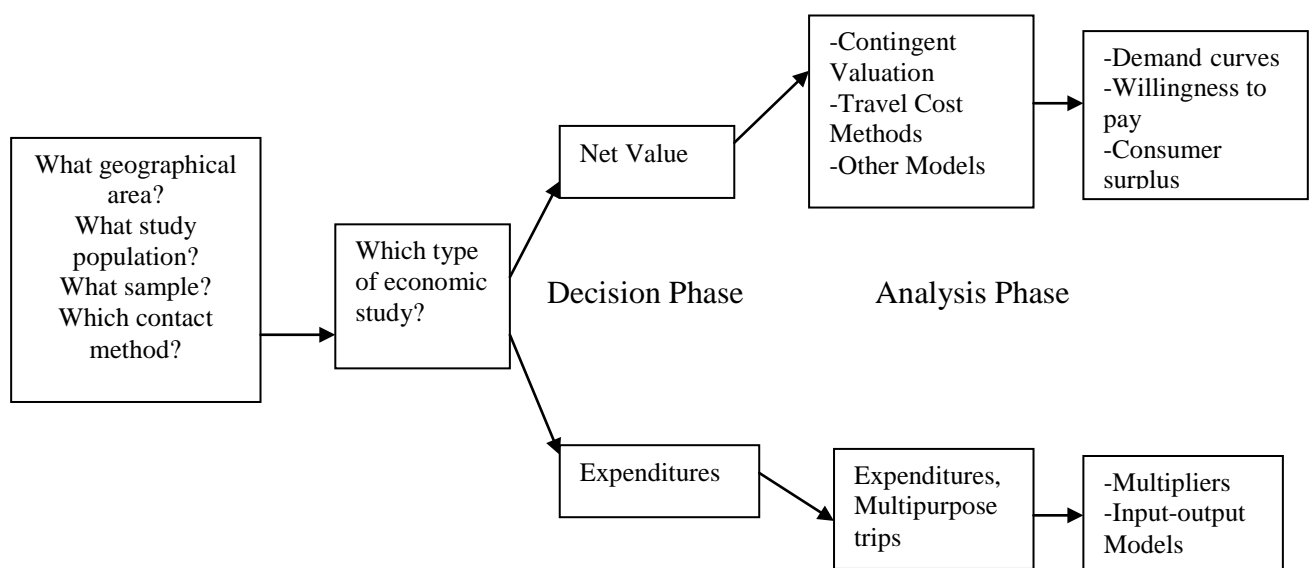 What geographical
area?
What study
population?
What sample?
Which contact
method?
Which type
of economic
study?
Net Value
-Contingent
Valuation
-Travel Cost
Methods
-Other Models
-Demand curves
-Willingness to
pay
-Consumer
surplus
Decision Phase
Analysis Phase
Expenditures
Expenditures,
Multipurpose
trips
-Multipliers
-Input-output
Models